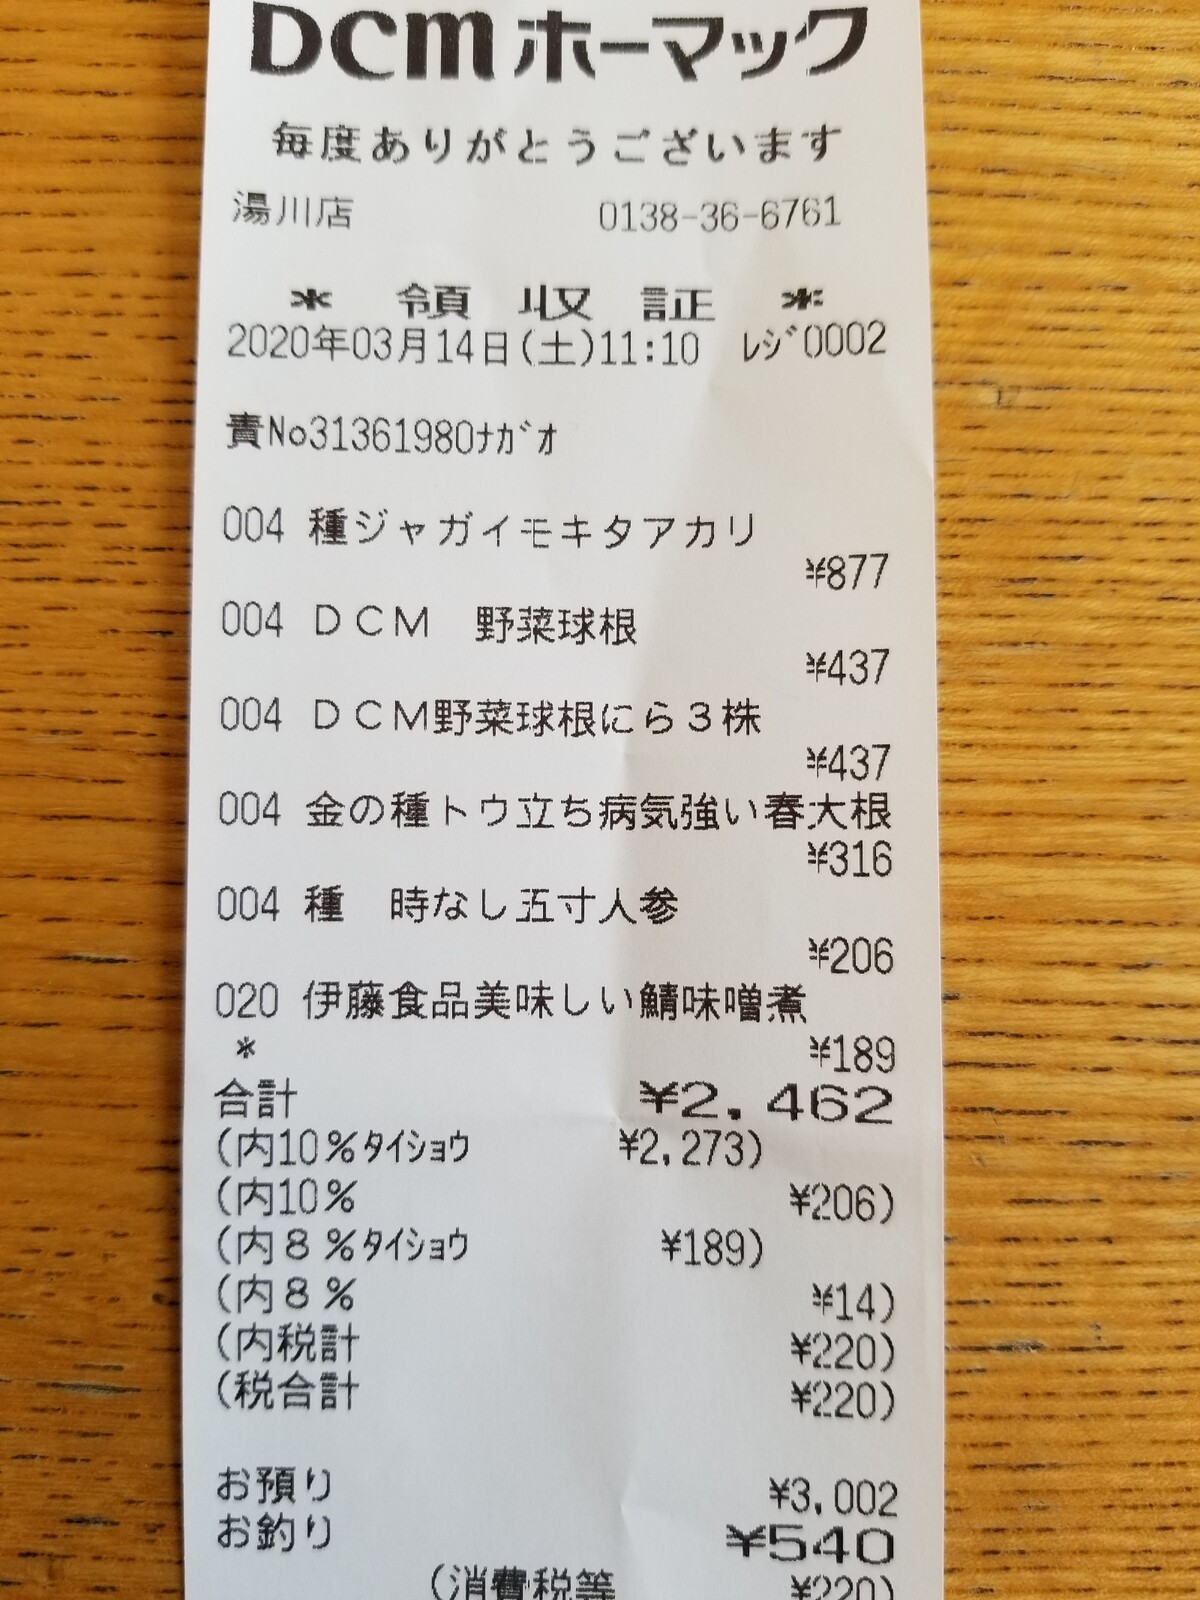 DCM ホーマック
毎度ありがとうございます
湯川店 0138-36-6761
* 領 収 証 *
2020年03月14日(土)11:10 ﾚｼﾞ0002
責No31361980ﾅｶﾞｵ
004 種ジャガイモキタアカリ
¥877
004 ＤＣＭ　野菜球根
¥437
004 ＤＣＭ野菜球根にら３株
¥437
004 金の種トウ立ち病気強い春大根
¥316
004 種　時なし五寸人参
¥206
020 伊藤食品美味しい鯖味噌煮
* ¥189
合計 ¥2,462
(内10％ﾀｲｼｮｳ ¥2,273)
(内10％ ¥206)
(内８％ﾀｲｼｮｳ ¥189)
(内８％ ¥14)
(内税計 ¥220)
(税合計 ¥220)
お預り ¥3,002
お釣り ¥540
(消費税等 ¥220)